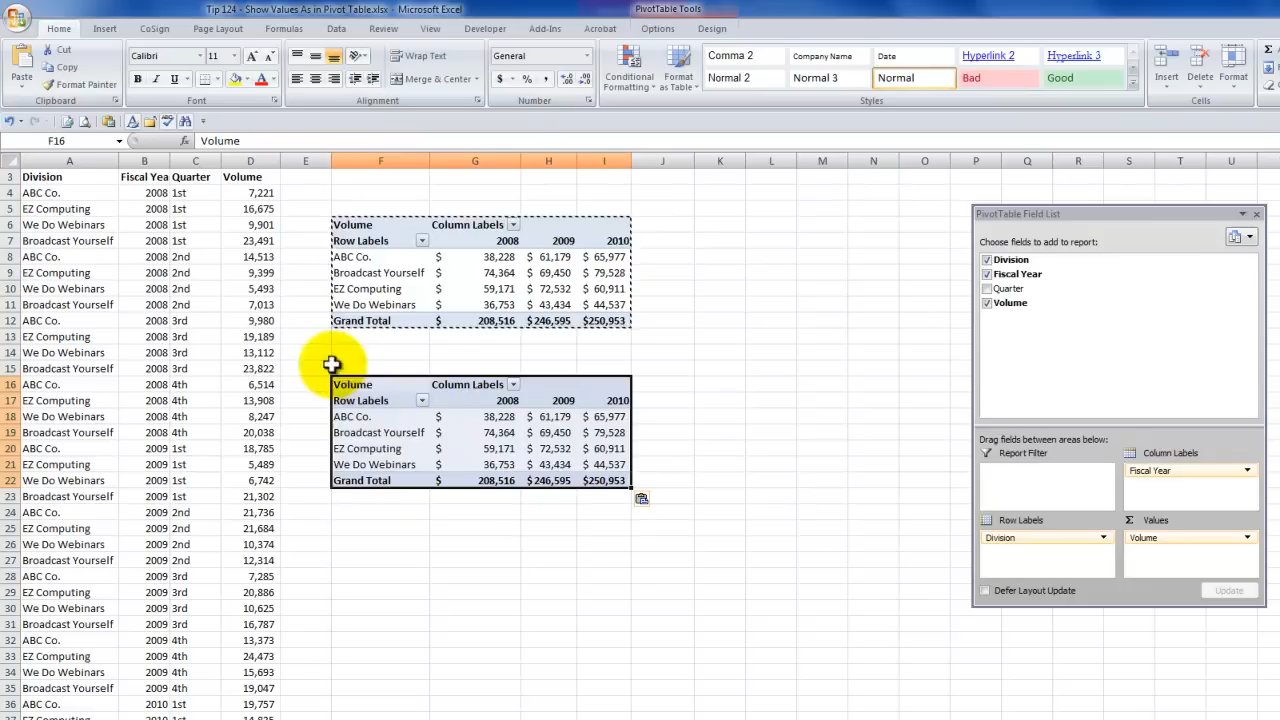 Tip 124 - Show Values As in Pivot Table.xlsx - Microsoft Excel
PivotTable Tools
Home Insert CoSign Page Layout Formulas Data Review View Developer Add-Ins Acrobat Options Design
Paste
Cut
Copy
Format Painter
Clipboard
Calibri 11
B I U
Font
Wrap Text
Merge & Center
Alignment
General
$ % ,
Number
Conditional Formatting
Format as Table
Comma 2 Company Name Date Hyperlink 2 Hyperlink 3
Normal 2 Normal 3 Normal Bad Good
Styles
Insert Delete Format
Cells
F16 fx Volume
A B C D E F G H I J K L M N O P Q R S T U
3 Division Fiscal Yea Quarter Volume
4 ABC Co. 2008 1st 7,221
5 EZ Computing 2008 1st 16,675
6 We Do Webinars 2008 1st 9,901 Volume Column Labels
7 Broadcast Yourself 2008 1st 23,491 Row Labels 2008 2009 2010
8 ABC Co. 2008 2nd 14,513 ABC Co. $ 38,228 $ 61,179 $ 65,977
9 EZ Computing 2008 2nd 9,399 Broadcast Yourself $ 74,364 $ 69,450 $ 79,528
10 We Do Webinars 2008 2nd 5,493 EZ Computing $ 59,171 $ 72,532 $ 60,911
11 Broadcast Yourself 2008 2nd 7,013 We Do Webinars $ 36,753 $ 43,434 $ 44,537
12 ABC Co. 2008 3rd 9,980 Grand Total $ 208,516 $ 246,595 $250,953
13 EZ Computing 2008 3rd 19,189
14 We Do Webinars 2008 3rd 13,112
15 Broadcast Yourself 2008 3rd 23,822
16 ABC Co. 2008 4th 6,514 Volume Column Labels
17 EZ Computing 2008 4th 13,908 Row Labels 2008 2009 2010
18 We Do Webinars 2008 4th 8,247 ABC Co. $ 38,228 $ 61,179 $ 65,977
19 Broadcast Yourself 2008 4th 20,038 Broadcast Yourself $ 74,364 $ 69,450 $ 79,528
20 ABC Co. 2009 1st 18,785 EZ Computing $ 59,171 $ 72,532 $ 60,911
21 EZ Computing 2009 1st 5,489 We Do Webinars $ 36,753 $ 43,434 $ 44,537
22 We Do Webinars 2009 1st 6,742 Grand Total $ 208,516 $ 246,595 $250,953
23 Broadcast Yourself 2009 1st 21,302
24 ABC Co. 2009 2nd 21,736
25 EZ Computing 2009 2nd 21,684
26 We Do Webinars 2009 2nd 10,374
27 Broadcast Yourself 2009 2nd 12,314
28 ABC Co. 2009 3rd 7,285
29 EZ Computing 2009 3rd 20,886
30 We Do Webinars 2009 3rd 10,625
31 Broadcast Yourself 2009 3rd 16,787
32 ABC Co. 2009 4th 13,373
33 EZ Computing 2009 4th 24,473
34 We Do Webinars 2009 4th 15,693
35 Broadcast Yourself 2009 4th 19,047
36 ABC Co. 2010 1st 19,757
PivotTable Field List
Choose fields to add to report:
Division
Fiscal Year
Quarter
Volume
Drag fields between areas below:
Report Filter Column Labels
Fiscal Year
Row Labels Σ Values
Division Volume
Defer Layout Update Update